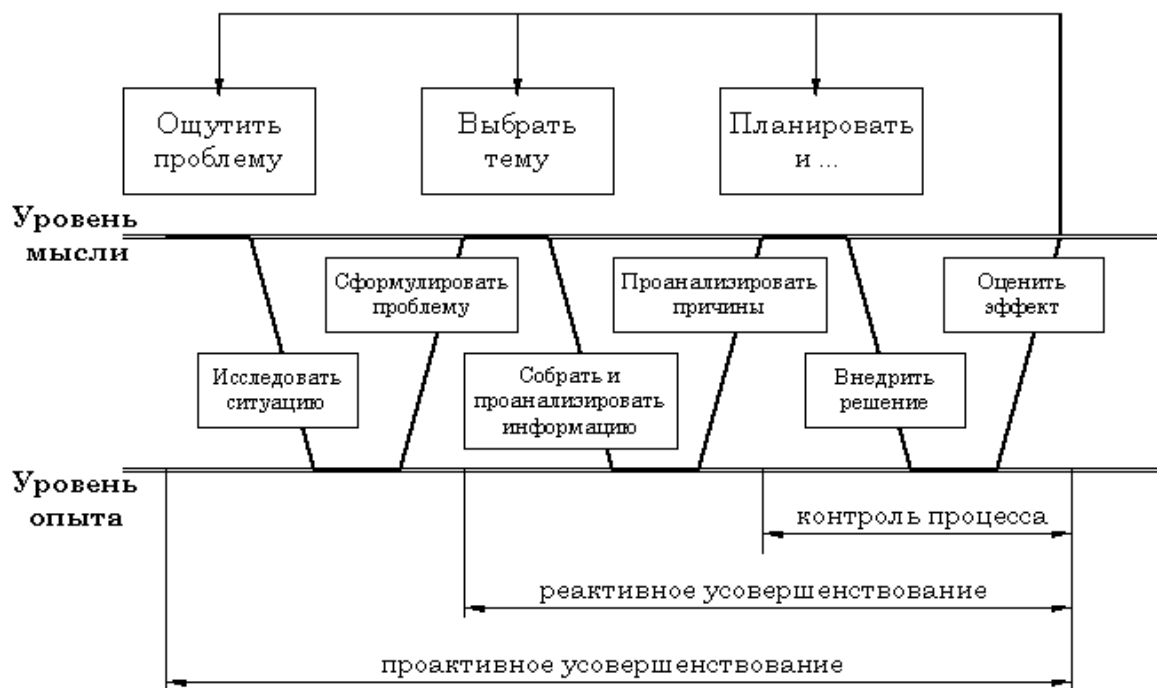 Ощутить
проблему
Выбрать
тему
Планировать
и ...
Уровень
мысли
Сформулировать
проблему
Проанализировать
причины
Оценить
эффект
Исследовать
ситуацию
Собрать и
проанализировать
информацию
Внедрить
решение
Уровень
опыта
контроль процесса
реактивное усовершенствование
проактивное усовершенствование